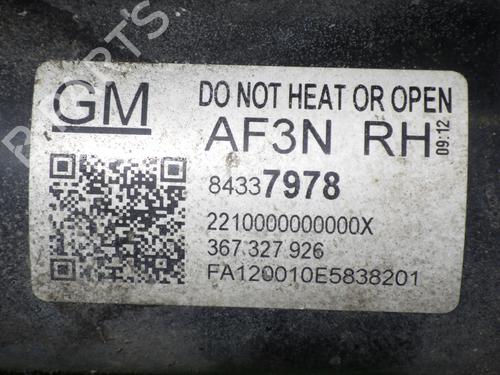 GM
DO NOT HEAT OR OPEN
AF3N RH
09:12
84337978
2210000000000X
367 327 926
FA120010E5838201